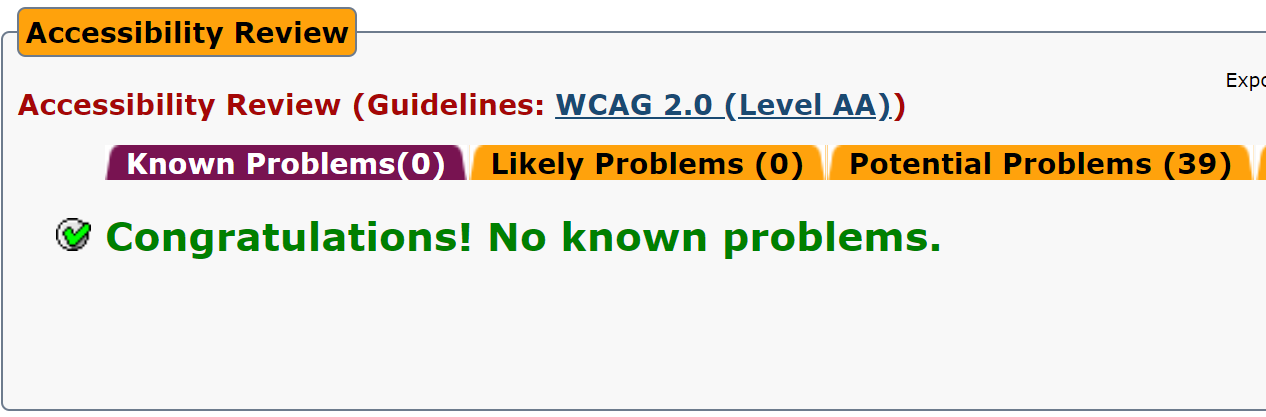 Accessibility Review
Expo
Accessibility Review (Guidelines: WCAG 2.0 (Level AA))
Known Problems(0) Likely Problems (0) Potential Problems (39)
Congratulations! No known problems.